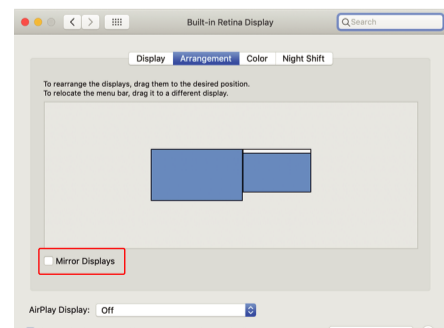 Built-in Retina Display
Search
Display Arrangement Color Night Shift
To rearrange the displays, drag them to the desired position.
To relocate the menu bar, drag it to a different display.
Mirror Displays
AirPlay Display: Off